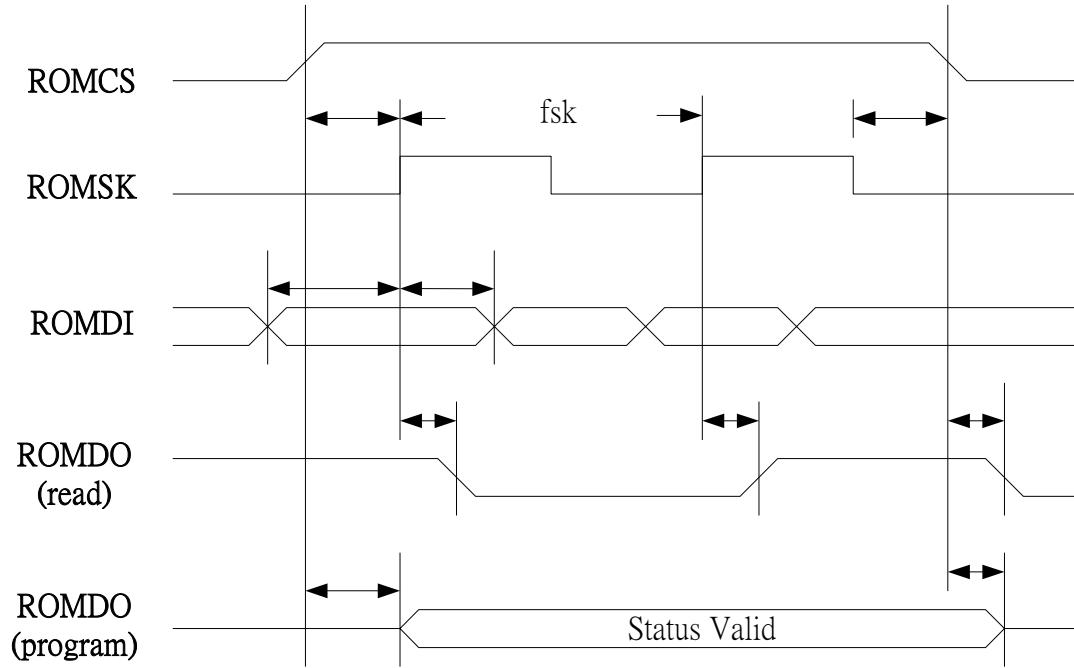 ROMCS
fsk
ROMSK
ROMDI
ROMDO
(read)
ROMDO
(program)
Status Valid